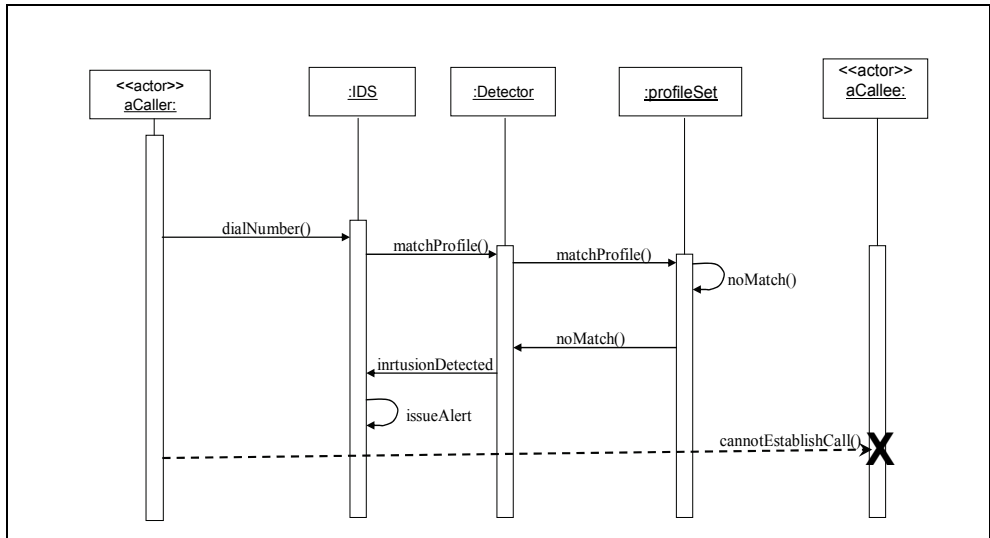 <<actor>>
aCaller:
:IDS
:Detector
:profileSet
<<actor>>
aCallee:
dialNumber()
matchProfile()
matchProfile()
noMatch()
noMatch()
inrtusionDetected
issueAlert
cannotEstablishCall()
X